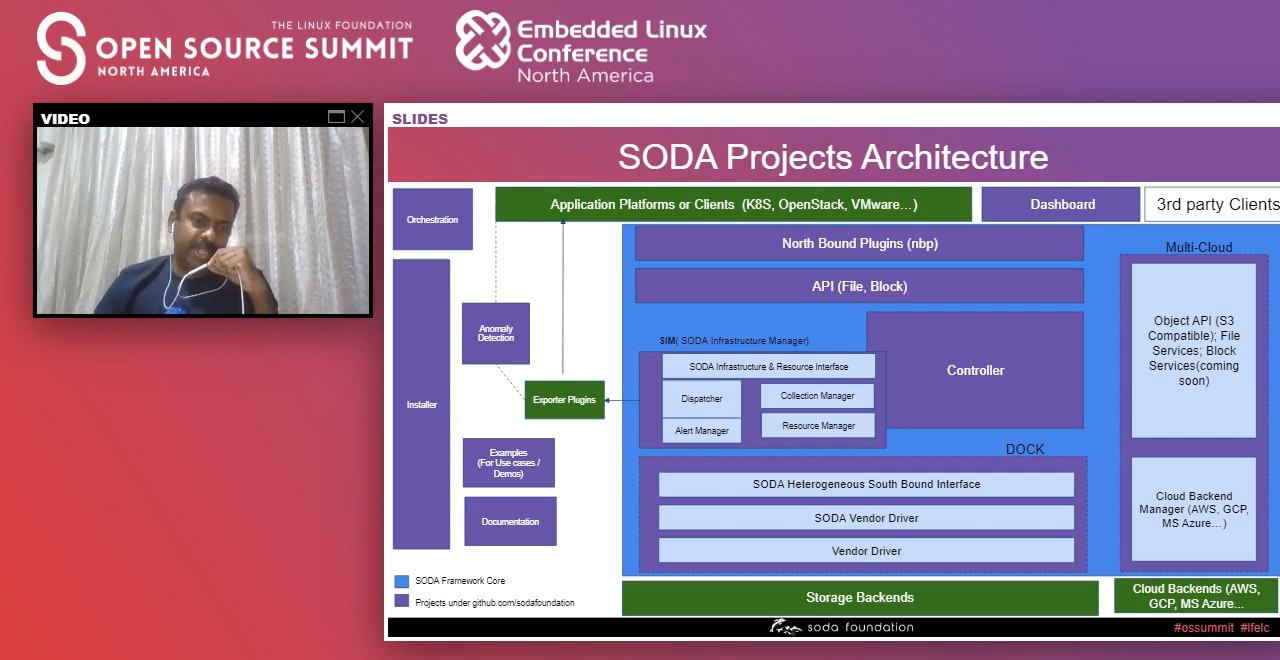 THE LINUX FOUNDATION
OPEN SOURCE SUMMIT
NORTH AMERICA
Embedded Linux
Conference
North America
VIDEO
SLIDES
SODA Projects Architecture
Orchestration
Application Platforms or Clients (K8S, OpenStack, VMware...)
Dashboard
3rd party Clients
North Bound Plugins (nbp)
Multi-Cloud
API (File, Block)
Installer
Anomaly
Detection
Exporter Plugins
SIM( SODA Infrastructure Manager)
SODA Infrastructure & Resource Interface
Dispatcher
Collection Manager
Alert Manager
Resource Manager
Controller
Object API (S3
Compatible); File
Services; Block
Services(coming
soon)
Examples
(For Use cases /
Demos)
Documentation
DOCK
SODA Heterogeneous South Bound Interface
SODA Vendor Driver
Vendor Driver
Cloud Backend
Manager (AWS, GCP,
MS Azure...)
SODA Framework Core
Projects under github.com/sodafoundation
Storage Backends
Cloud Backends (AWS,
GCP, MS Azure...
soda foundation
#ossummit #lfelc